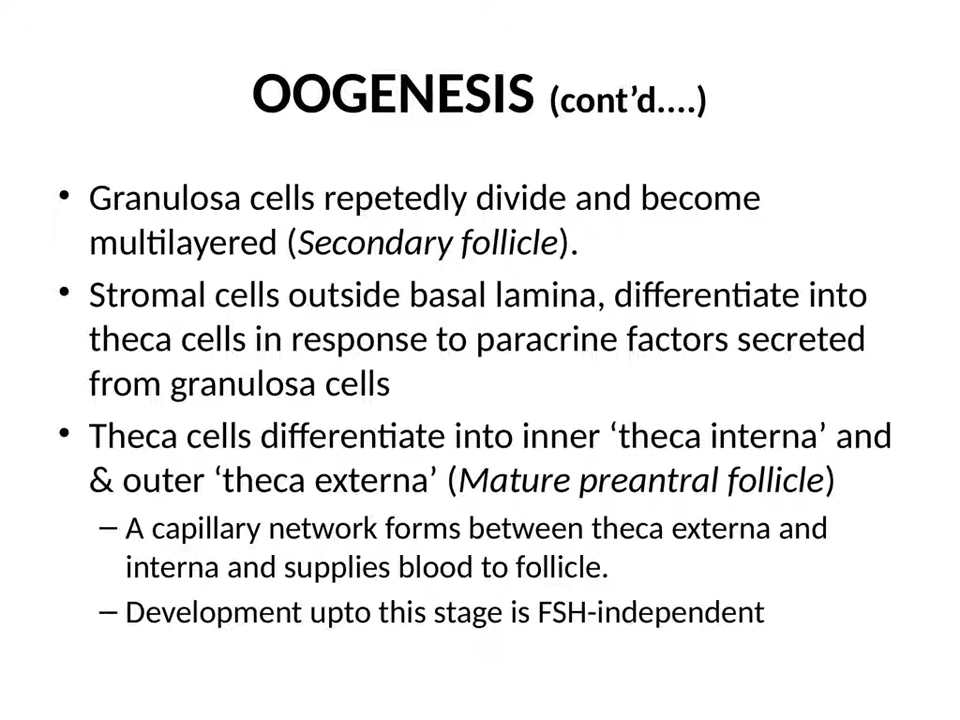 OOGENESIS (cont’d....)
• Granulosa cells repetedly divide and become
multilayered (Secondary follicle).
• Stromal cells outside basal lamina, differentiate into
theca cells in response to paracrine factors secreted
from granulosa cells
• Theca cells differentiate into inner ‘theca interna’ and
& outer ‘theca externa’ (Mature preantral follicle)
– A capillary network forms between theca externa and
interna and supplies blood to follicle.
– Development upto this stage is FSH-independent